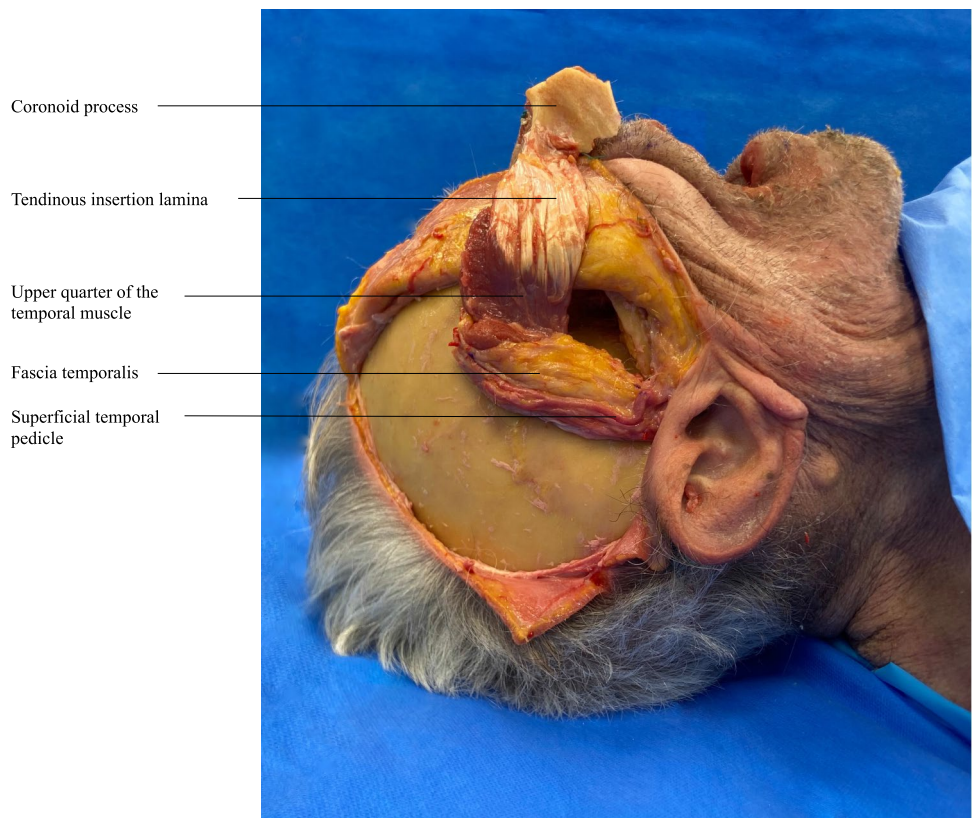 Coronoid process
Tendinous insertion lamina
Upper quarter of the
temporal muscle
Fascia temporalis
Superficial temporal
pedicle